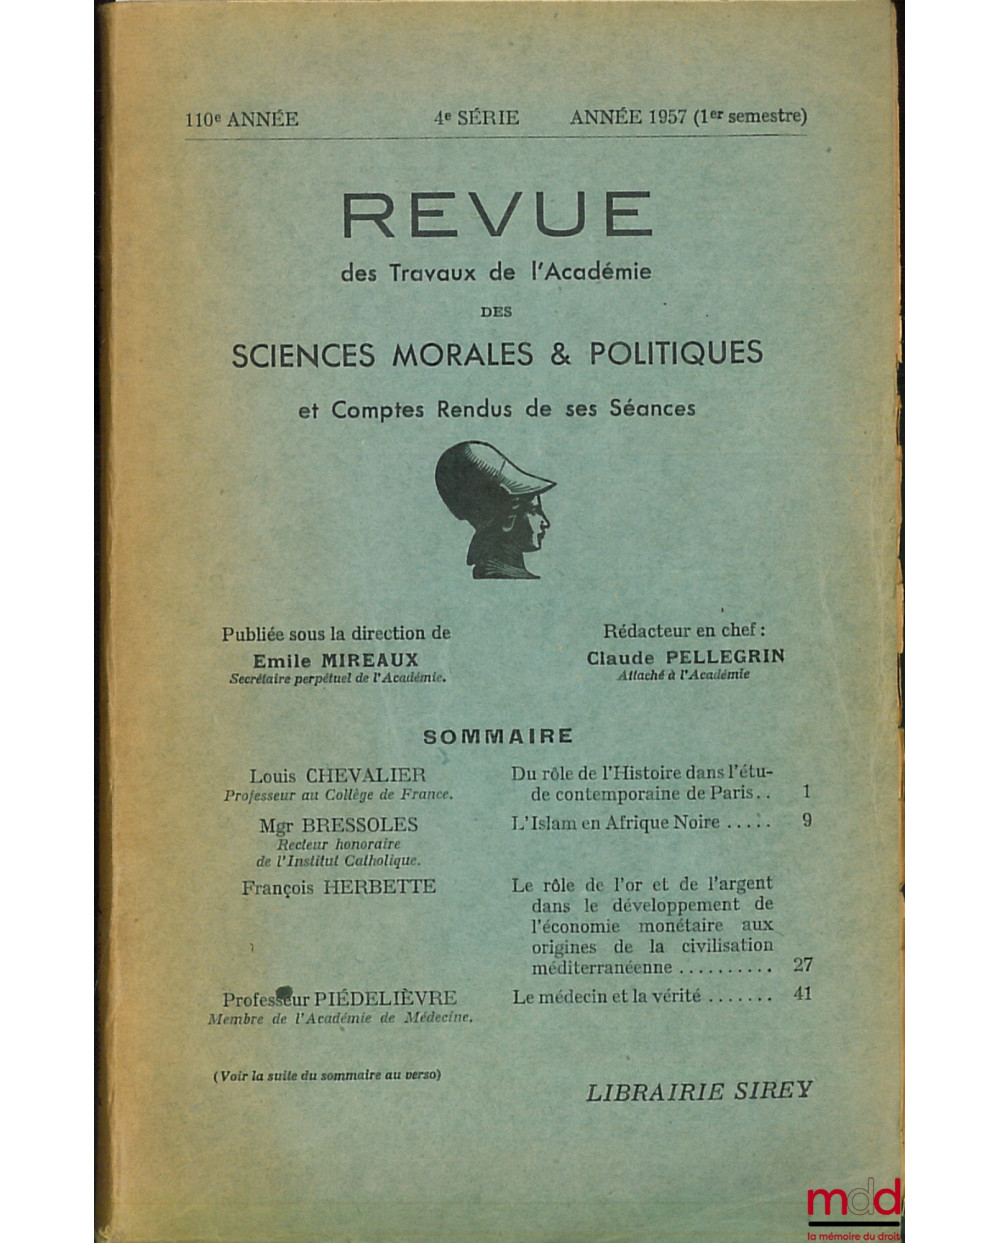 110e ANNÉE 4e SÉRIE ANNÉE 1957 (1er semestre)
REVUE
des Travaux de l'Académie
DES
SCIENCES MORALES & POLITIQUES
et Comptes Rendus de ses Séances
Publiée sous la direction de
Emile MIREAUX
Secrétaire perpétuel de l'Académie.
Rédacteur en chef :
Claude PELLEGRIN
Attaché à l'Académie
SOMMAIRE
Louis CHEVALIER
Professeur au Collège de France.
Du rôle de l'Histoire dans l'étu-
de contemporaine de Paris.. 1
Mgr BRESSOLES
Recteur honoraire
de l'Institut Catholique.
L'Islam en Afrique Noire ..... 9
François HERBETTE
Le rôle de l'or et de l'argent
dans le développement de
l'économie monétaire aux
origines de la civilisation
méditerranéenne .......... 27
Professeur PIÉDELIÈVRE
Membre de l'Académie de Médecine.
Le médecin et la vérité ....... 41
(Voir la suite du sommaire au verso)
LIBRAIRIE SIREY
mdd
la mémoire du droit